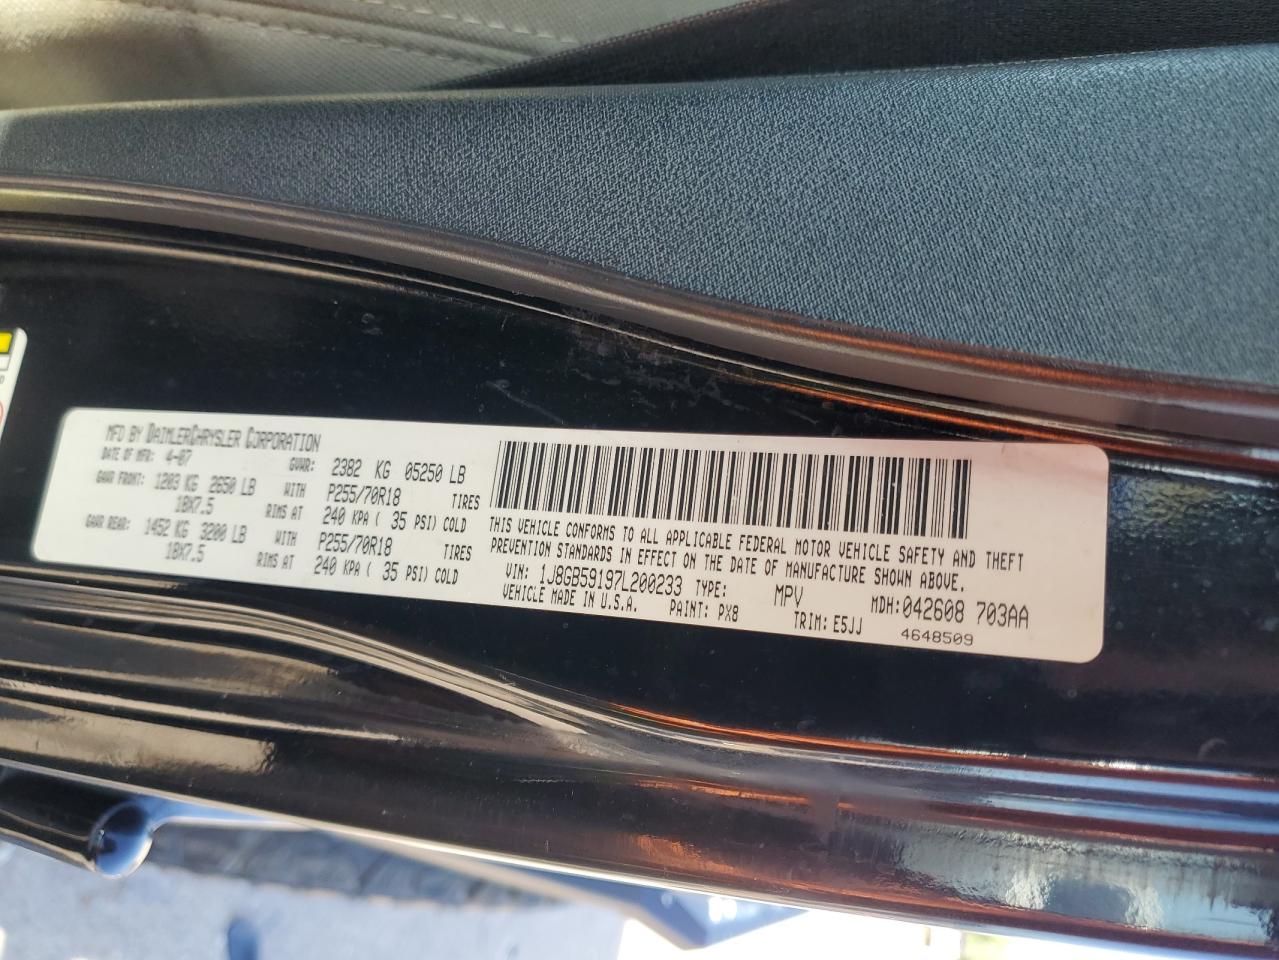 MFD BY DAIMLERCHRYSLER CORPORATION
DATE OF MFR: 4-07 GVWR: 2382 KG 05250 LB
GAWR FRONT: 1203 KG 2650 LB WITH P255/70R18 TIRES
18X7.5 RIMS AT 240 KPA ( 35 PSI) COLD
GAWR REAR: 1452 KG 3200 LB WITH P255/70R18 TIRES
18X7.5 RIMS AT 240 KPA ( 35 PSI) COLD
THIS VEHICLE CONFORMS TO ALL APPLICABLE FEDERAL MOTOR VEHICLE SAFETY AND THEFT
PREVENTION STANDARDS IN EFFECT ON THE DATE OF MANUFACTURE SHOWN ABOVE.
VIN: 1J8GB59197L200233 TYPE: MPV MDH:042608 703AA
VEHICLE MADE IN U.S.A. PAINT: PX8 TRIM:E5JJ 4648509